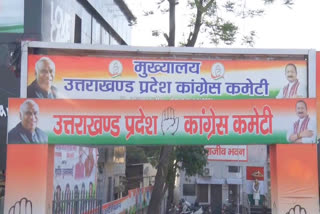 मुख्यालय
उत्तराखण्ड प्रदेश कांग्रेस कमेटी
उत्तराखण्ड प्रदेश कांग्रेस कमेटी
राजीव भवन